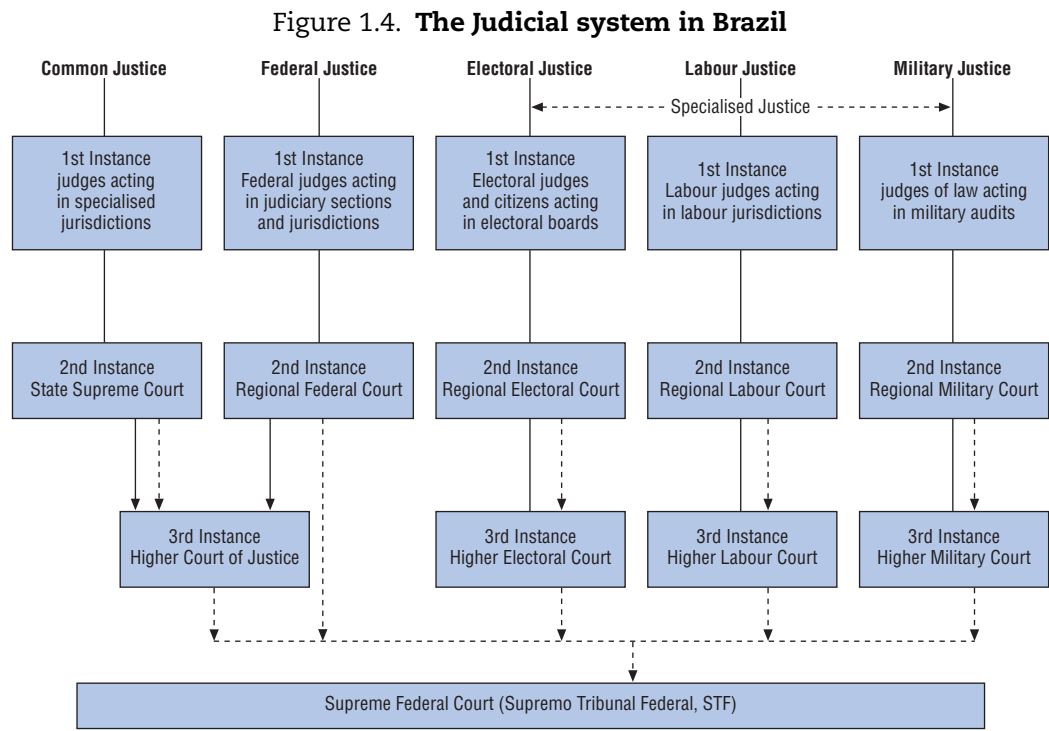 Figure 1.4. The Judicial system in Brazil
Common Justice
Federal Justice
Electoral Justice
Labour Justice
Military Justice
Specialised Justice
1st Instance
judges acting
in specialised
jurisdictions
1st Instance
Federal judges acting
in judiciary sections
and jurisdictions
1st Instance
Electoral judges
and citizens acting
in electoral boards
1st Instance
Labour judges acting
in labour jurisdictions
1st Instance
judges of law acting
in military audits
2nd Instance
State Supreme Court
2nd Instance
Regional Federal Court
2nd Instance
Regional Electoral Court
2nd Instance
Regional Labour Court
2nd Instance
Regional Military Court
3rd Instance
Higher Court of Justice
3rd Instance
Higher Electoral Court
3rd Instance
Higher Labour Court
3rd Instance
Higher Military Court
Supreme Federal Court (Supremo Tribunal Federal, STF)